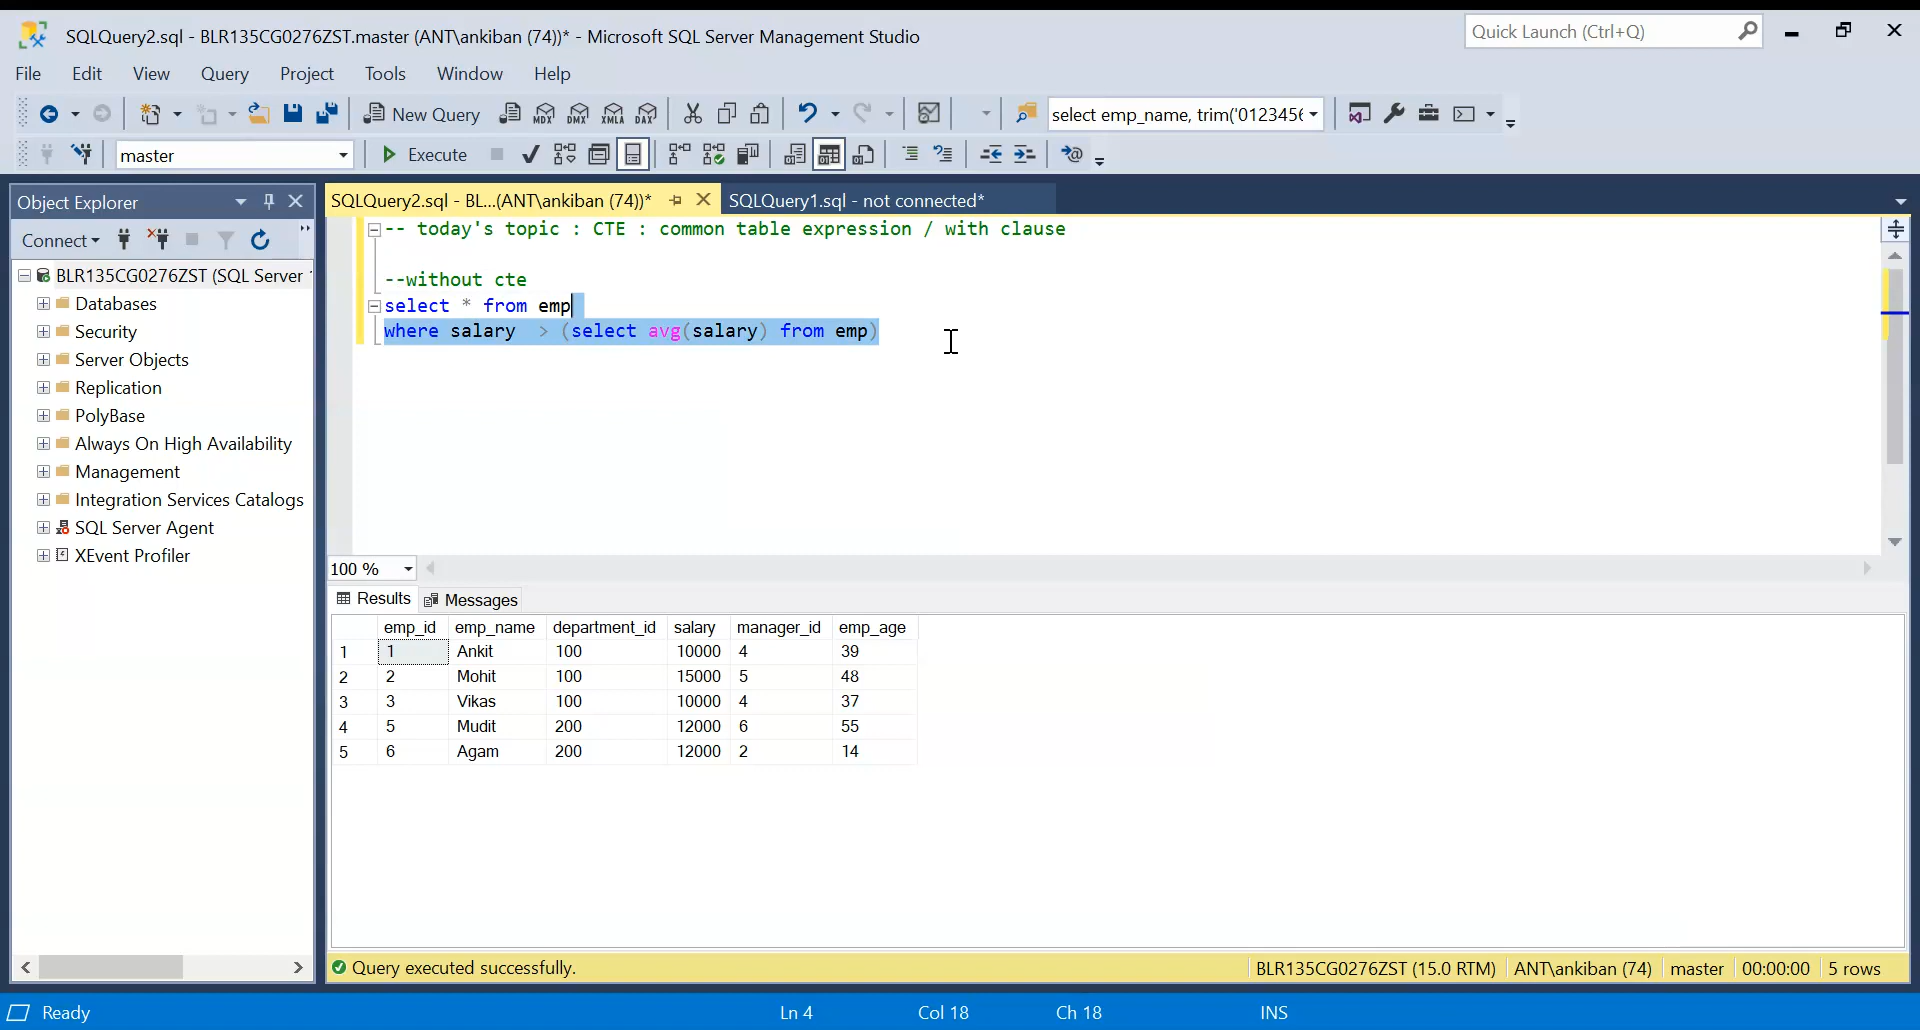 SQLQuery2.sql - BLR135CG0276ZST.master (ANT\ankiban (74))* - Microsoft SQL Server Management Studio
Quick Launch (Ctrl+Q)
File Edit View Query Project Tools Window Help
New Query
MDX DMX XMLA DAX
select emp_name, trim('0123456
master
Execute
Object Explorer
SQLQuery2.sql - BL...(ANT\ankiban (74))*
SQLQuery1.sql - not connected*
Connect
BLR135CG0276ZST (SQL Server
Databases
Security
Server Objects
Replication
PolyBase
Always On High Availability
Management
Integration Services Catalogs
SQL Server Agent
XEvent Profiler
-- today's topic : CTE : common table expression / with clause
--without cte
select * from emp
where salary  > (select avg(salary) from emp)
100 %
Results Messages
emp_id emp_name department_id salary manager_id emp_age
1 1 Ankit 100 10000 4 39
2 2 Mohit 100 15000 5 48
3 3 Vikas 100 10000 4 37
4 5 Mudit 200 12000 6 55
5 6 Agam 200 12000 2 14
Query executed successfully.
BLR135CG0276ZST (15.0 RTM) ANT\ankiban (74) master 00:00:00 5 rows
Ready Ln 4 Col 18 Ch 18 INS